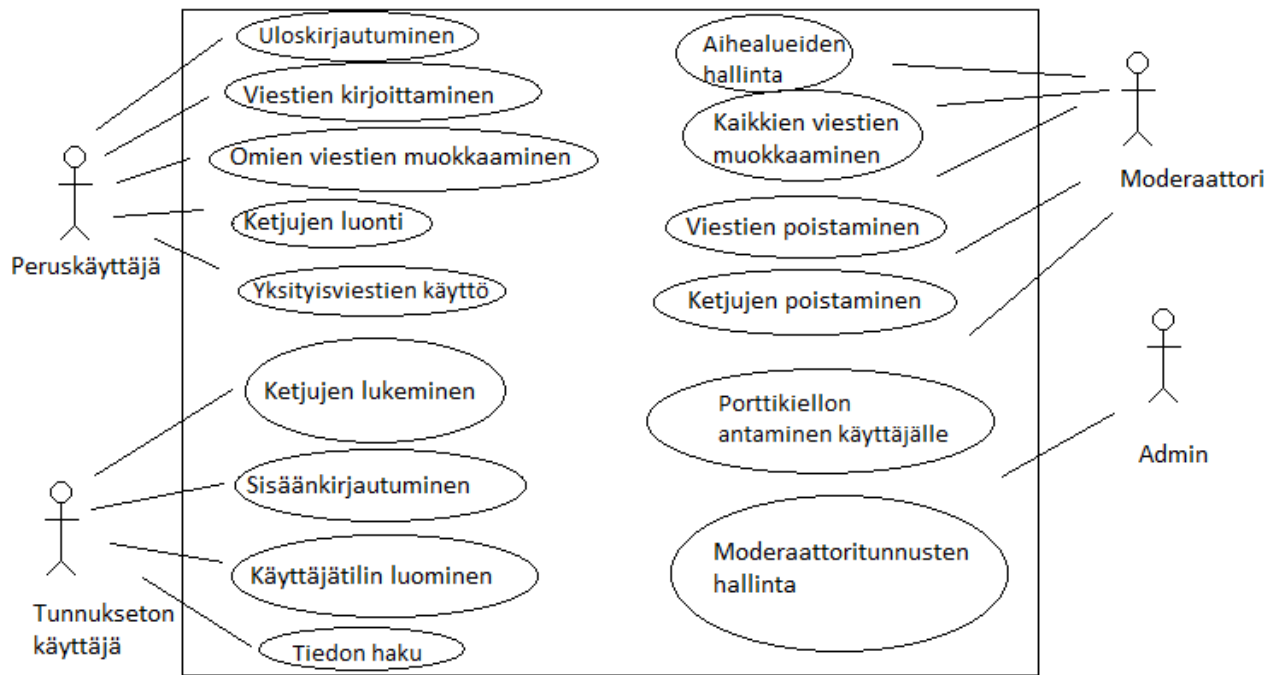 Uloskirjautuminen
Viestien kirjoittaminen
Omien viestien muokkaaminen
Ketjujen luonti
Peruskäyttäjä
Yksityisviestien käyttö
Ketjujen lukeminen
Sisäänkirjautuminen
Käyttäjätilin luominen
Tunnukseton
käyttäjä
Tiedon haku
Aihealueiden
hallinta
Kaikkien viestien
muokkaaminen
Moderaattori
Viestien poistaminen
Ketjujen poistaminen
Porttikiellon
antaminen käyttäjälle
Admin
Moderaattoritunnusten
hallinta